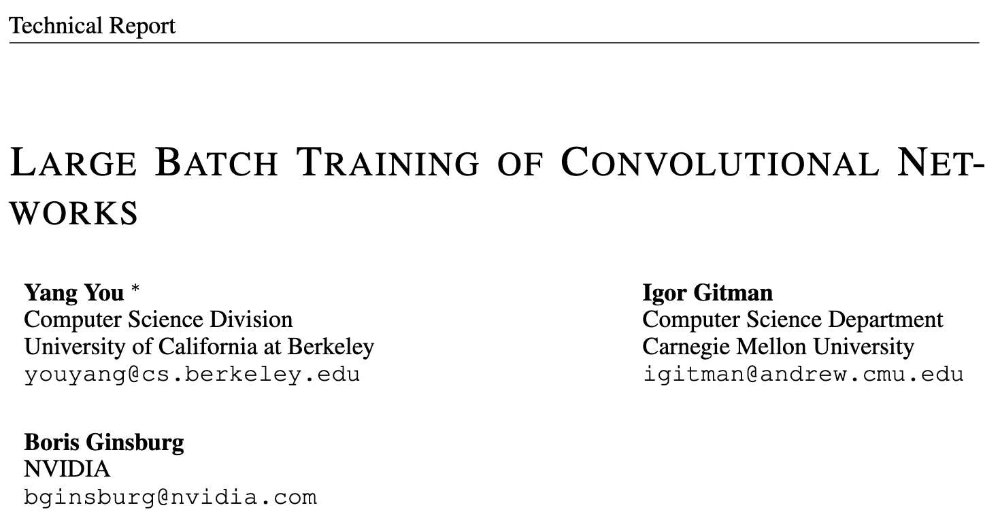 Technical Report
LARGE BATCH TRAINING OF CONVOLUTIONAL NET-
WORKS
Yang You *
Computer Science Division
University of California at Berkeley
youyang@cs.berkeley.edu
Igor Gitman
Computer Science Department
Carnegie Mellon University
igitman@andrew.cmu.edu
Boris Ginsburg
NVIDIA
bginsburg@nvidia.com